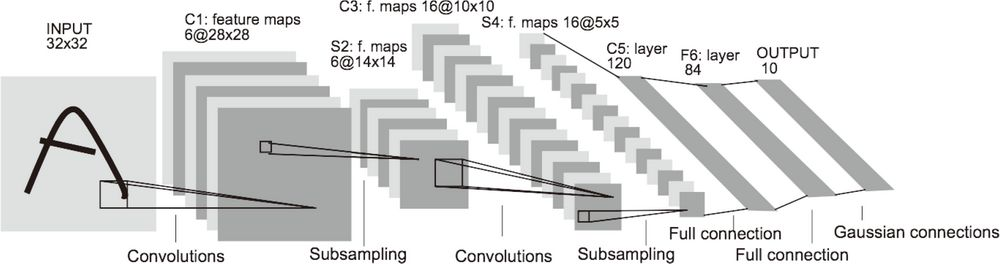 INPUT
32x32
C1: feature maps
6@28x28
S2: f. maps
6@14x14
C3: f. maps 16@10x10
S4: f. maps 16@5x5
C5: layer
120
F6: layer
84
OUTPUT
10
Convolutions
Subsampling
Convolutions
Subsampling
Full connection
Full connection
Gaussian connections
A